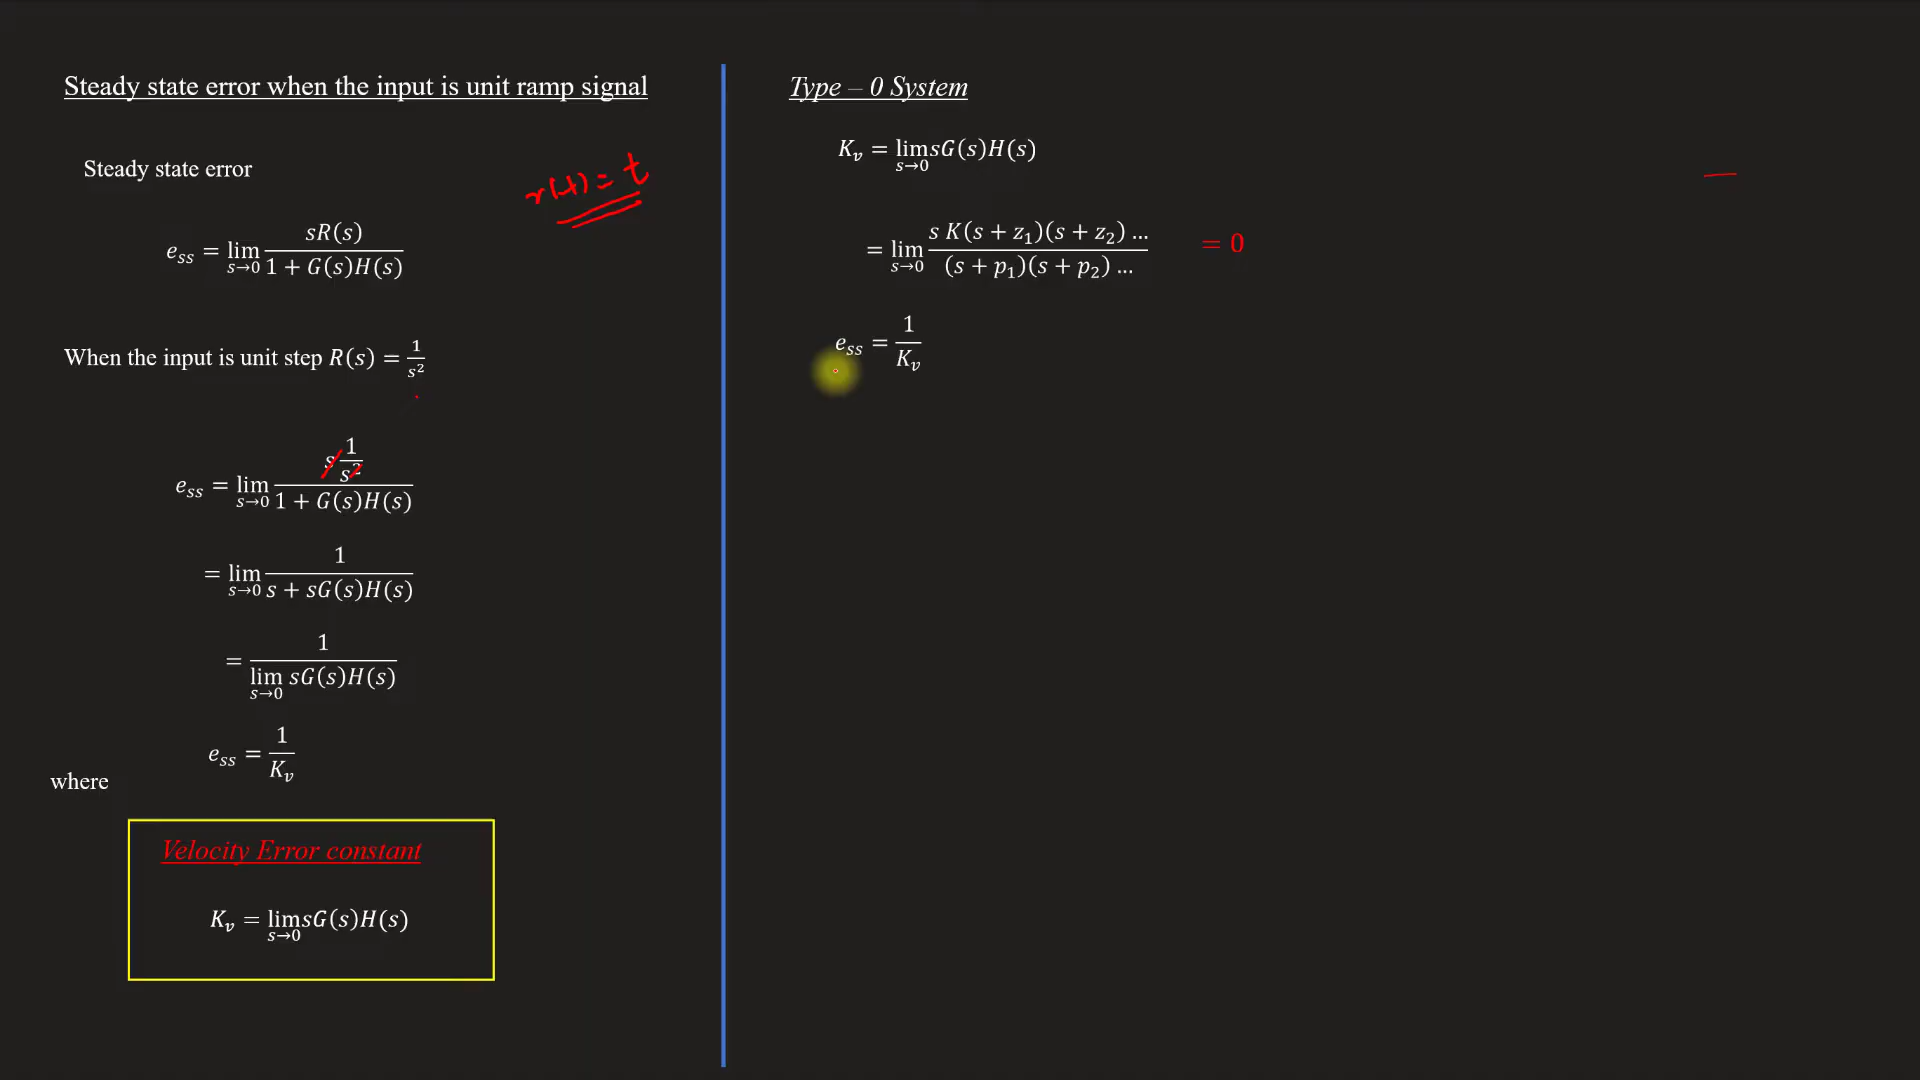 Steady state error when the input is unit ramp signal
Steady state error
r(t) = t
e_ss = lim_{s→0} sR(s) / (1 + G(s)H(s))
When the input is unit step R(s) = 1/s²
e_ss = lim_{s→0} (s 1/s²) / (1 + G(s)H(s))
= lim_{s→0} 1 / (s + sG(s)H(s))
= 1 / (lim_{s→0} sG(s)H(s))
e_ss = 1/K_v
where
Velocity Error constant
K_v = lim_{s→0} sG(s)H(s)
Type – 0 System
K_v = lim_{s→0} sG(s)H(s)
= lim_{s→0} s K(s + z₁)(s + z₂) ... / (s + p₁)(s + p₂) ... = 0
e_ss = 1/K_v